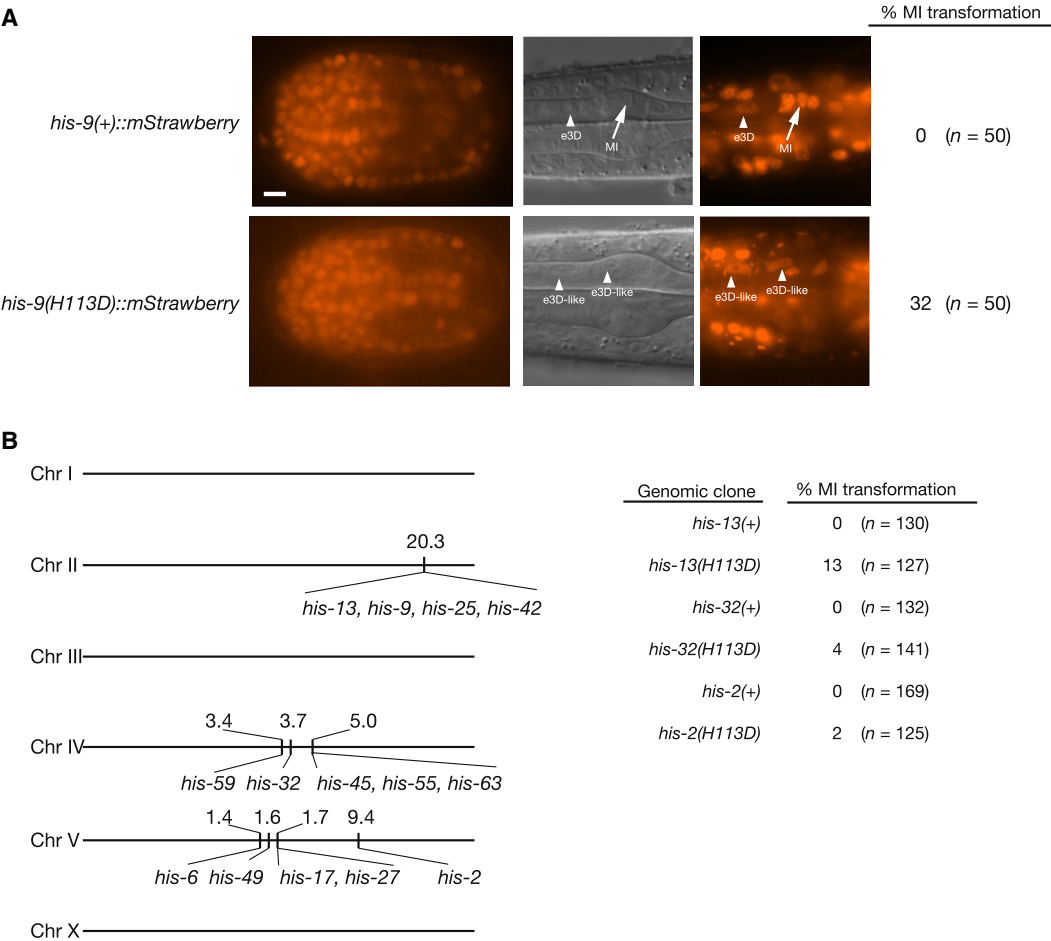 A
% MI transformation
his-9(+)::mStrawberry
e3D
MI
e3D
MI
0 (n = 50)
his-9(H113D)::mStrawberry
e3D-like
e3D-like
e3D-like
e3D-like
32 (n = 50)
B
Chr I
20.3
Chr II
his-13, his-9, his-25, his-42
Chr III
3.4 3.7 5.0
Chr IV
his-59 his-32 his-45, his-55, his-63
1.4 1.6 1.7 9.4
Chr V
his-6 his-49 his-17, his-27 his-2
Chr X
Genomic clone % MI transformation
his-13(+) 0 (n = 130)
his-13(H113D) 13 (n = 127)
his-32(+) 0 (n = 132)
his-32(H113D) 4 (n = 141)
his-2(+) 0 (n = 169)
his-2(H113D) 2 (n = 125)